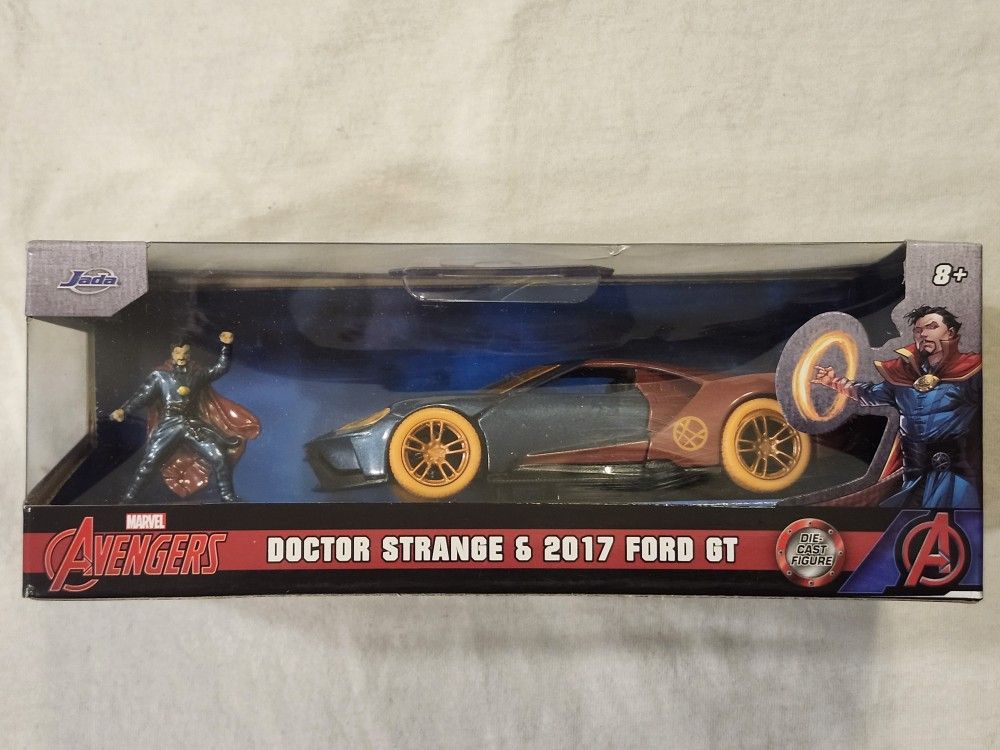 Jada
8+
MARVEL
AVENGERS
DOCTOR STRANGE & 2017 FORD GT
DIE-
CAST
FIGURE
A